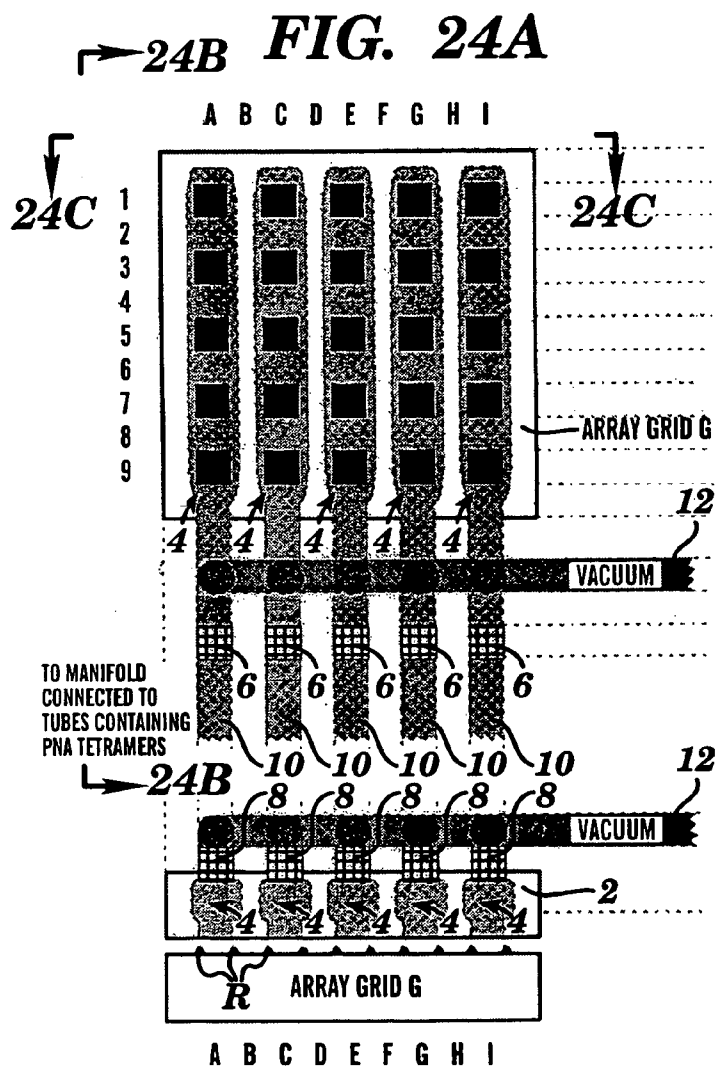 FIG. 24A
24B
A B C D E F G H I
24C 24C
1
2
3
4
5
6
7
8
9
ARRAY GRID G
4 4 4 4 4
12
VACUUM
6 6 6 6 6
TO MANIFOLD
CONNECTED TO
TUBES CONTAINING
PNA TETRAMERS
10 10 10 10 10
24B
8 8 8 8 8
12
VACUUM
2
4 4 4 4 4
R
ARRAY GRID G
A B C D E F G H I